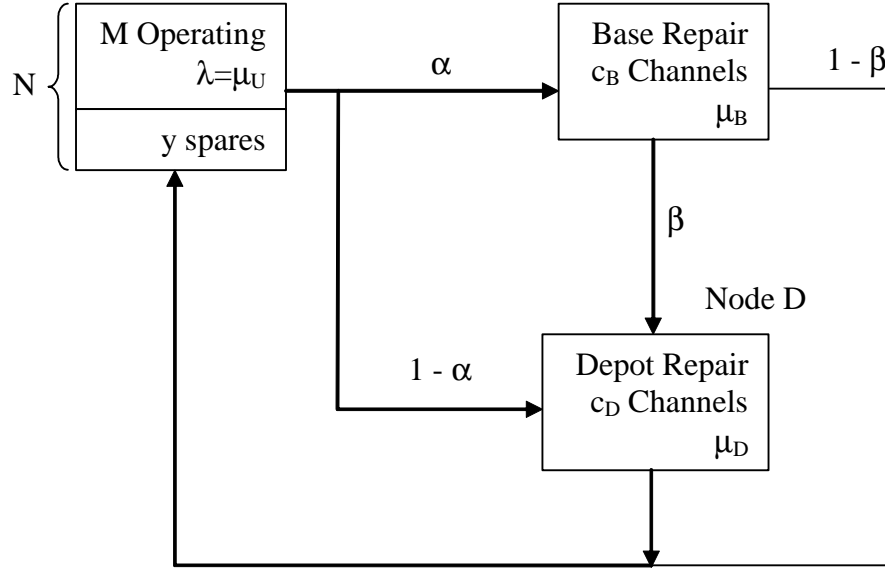 M Operating
λ=μU
N
y spares
α
Base Repair
cB Channels
μB
1 - β
β
Node D
1 - α
Depot Repair
cD Channels
μD